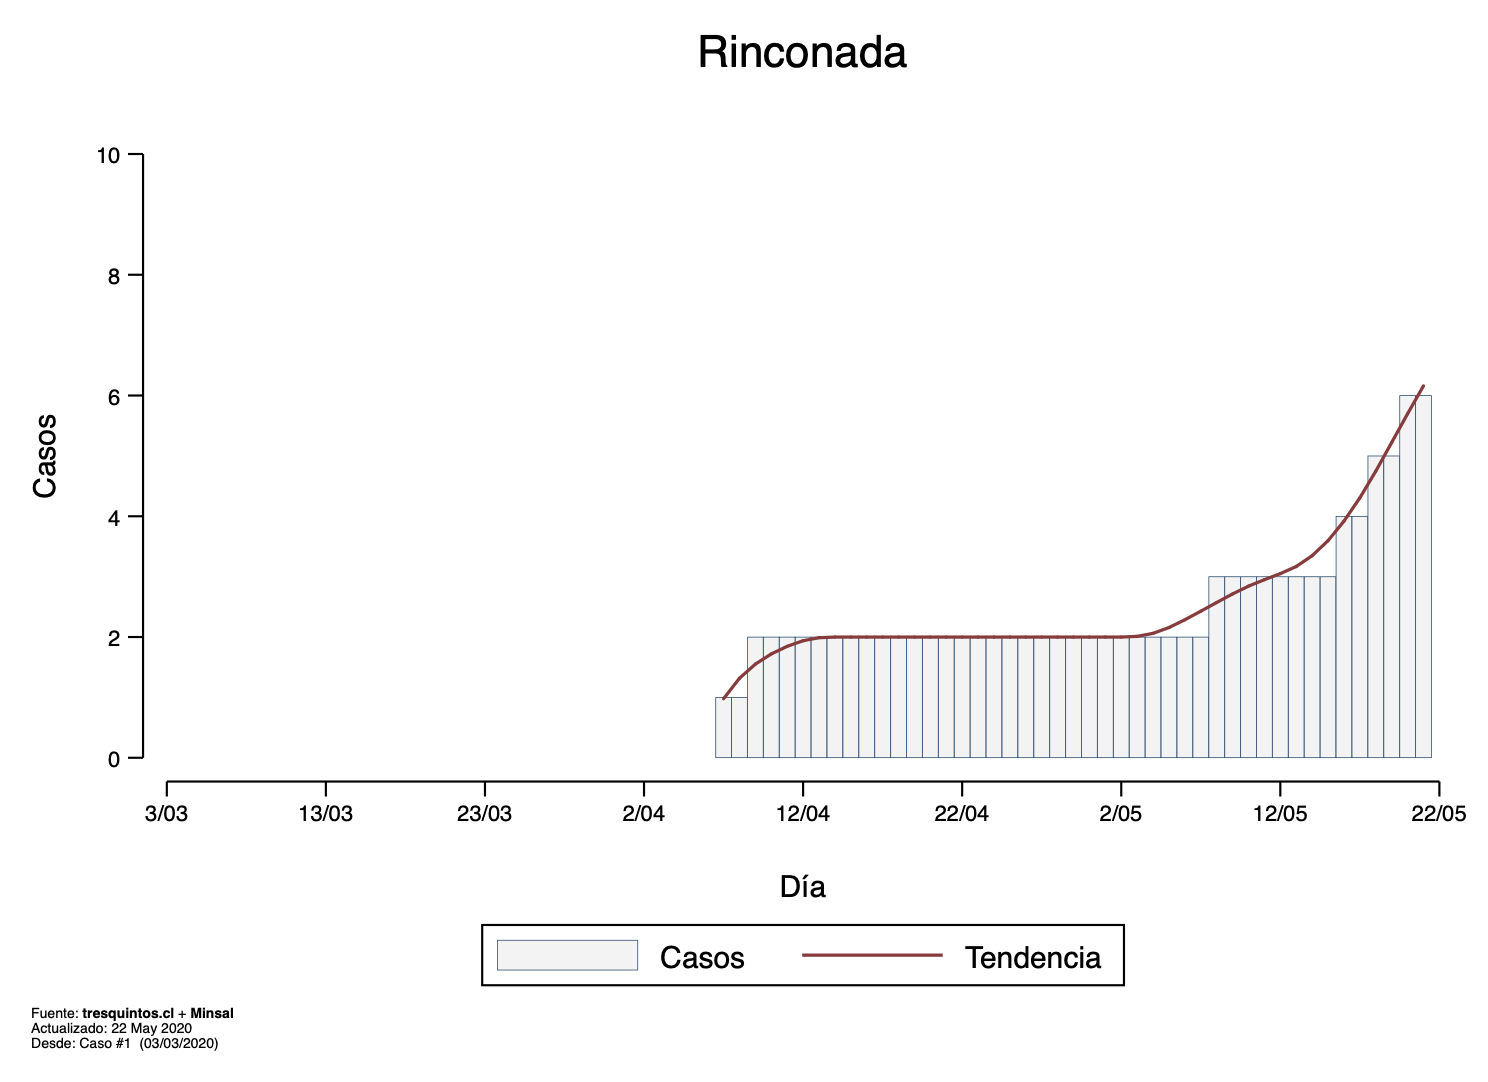 Rinconada
10
8
6
4
2
0
Casos
3/03 13/03 23/03 2/04 12/04 22/04 2/05 12/05 22/05
Día
Casos Tendencia
Fuente: tresquintos.cl + Minsal
Actualizado: 22 May 2020
Desde: Caso #1 (03/03/2020)